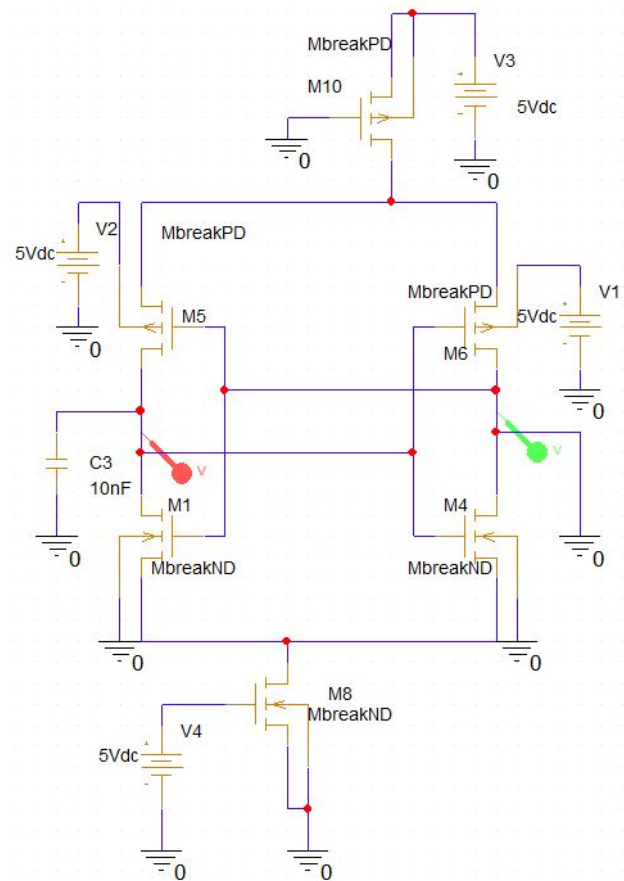 MbreakPD
V3
M10
5Vdc
0
0
V2
MbreakPD
5Vdc
MbreakPD
V1
M5
5Vdc
0
M6
0
C3
V
V
10nF
M1
M4
0
0
MbreakND
MbreakND
0
0
M8
V4
MbreakND
5Vdc
0
0